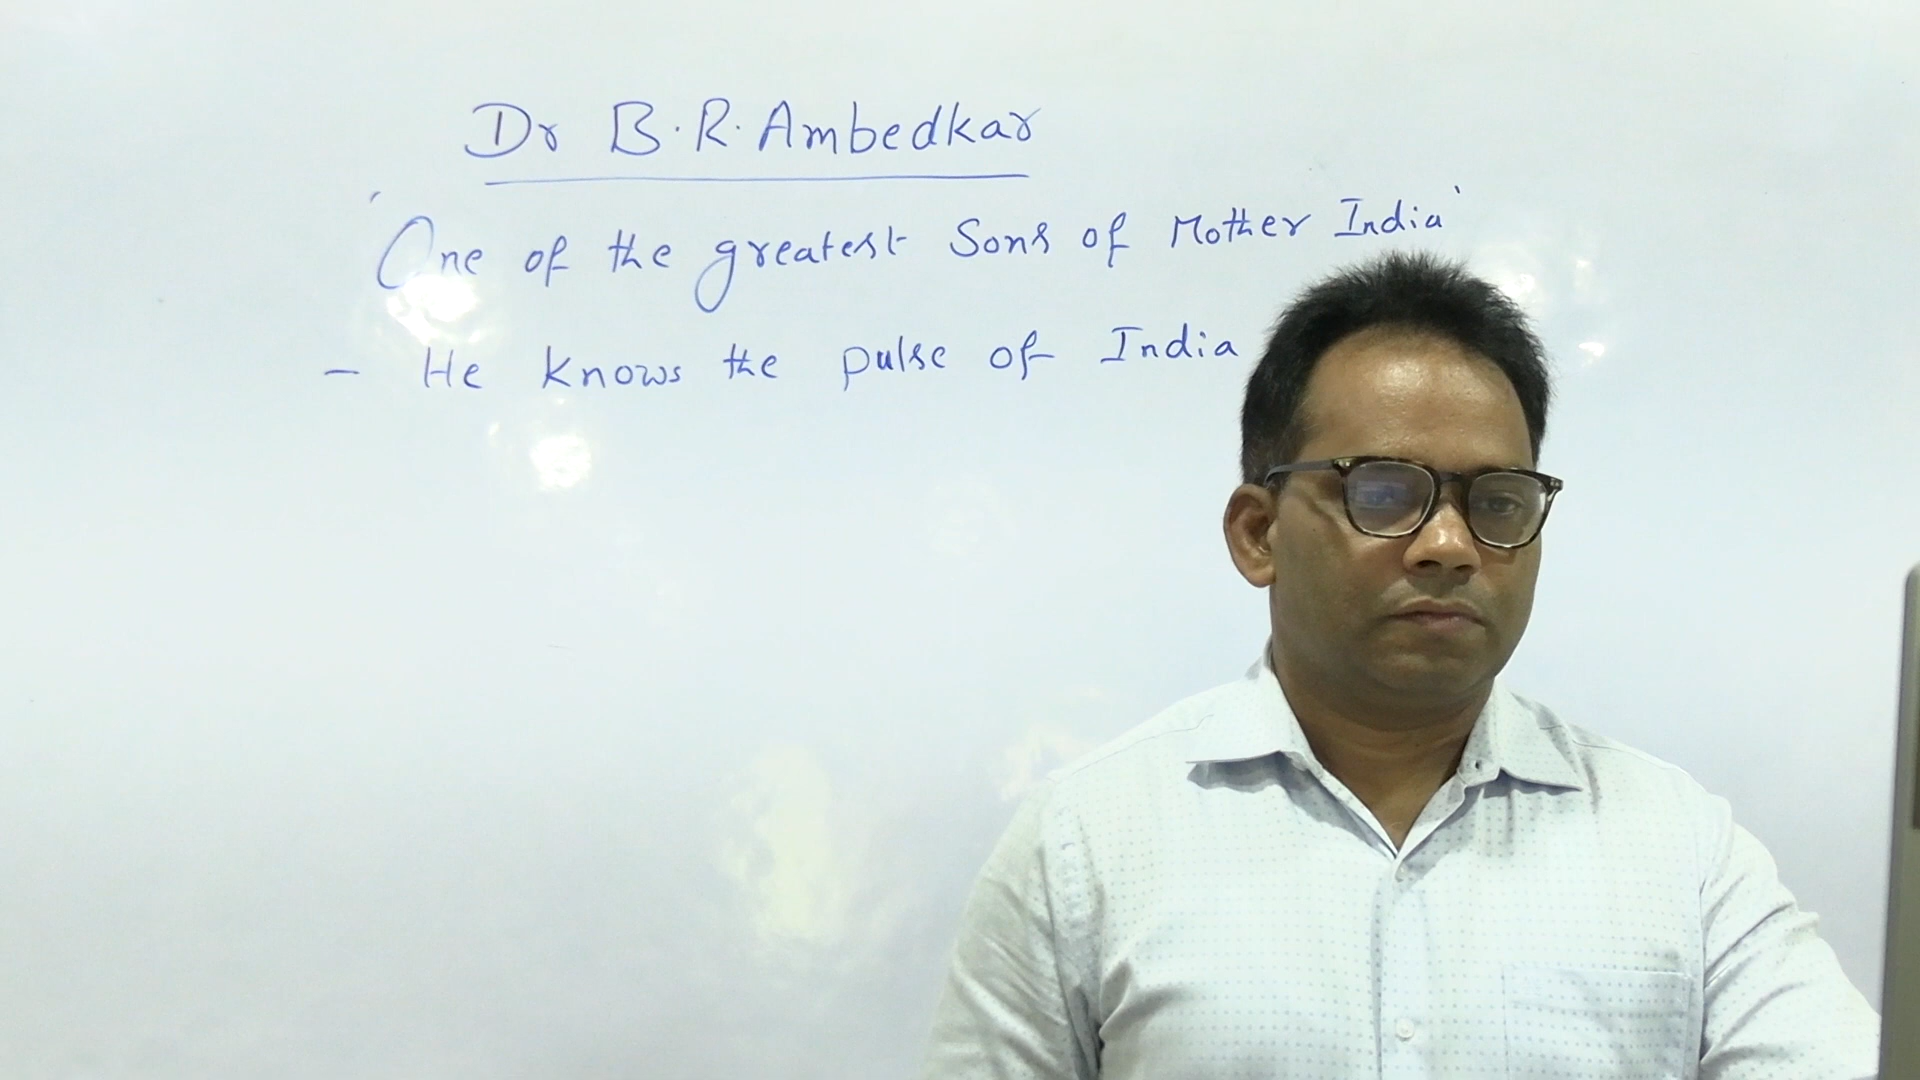 Dr B.R. Ambedkar
'One of the greatest Sons of Mother India'
- He knows the pulse of India